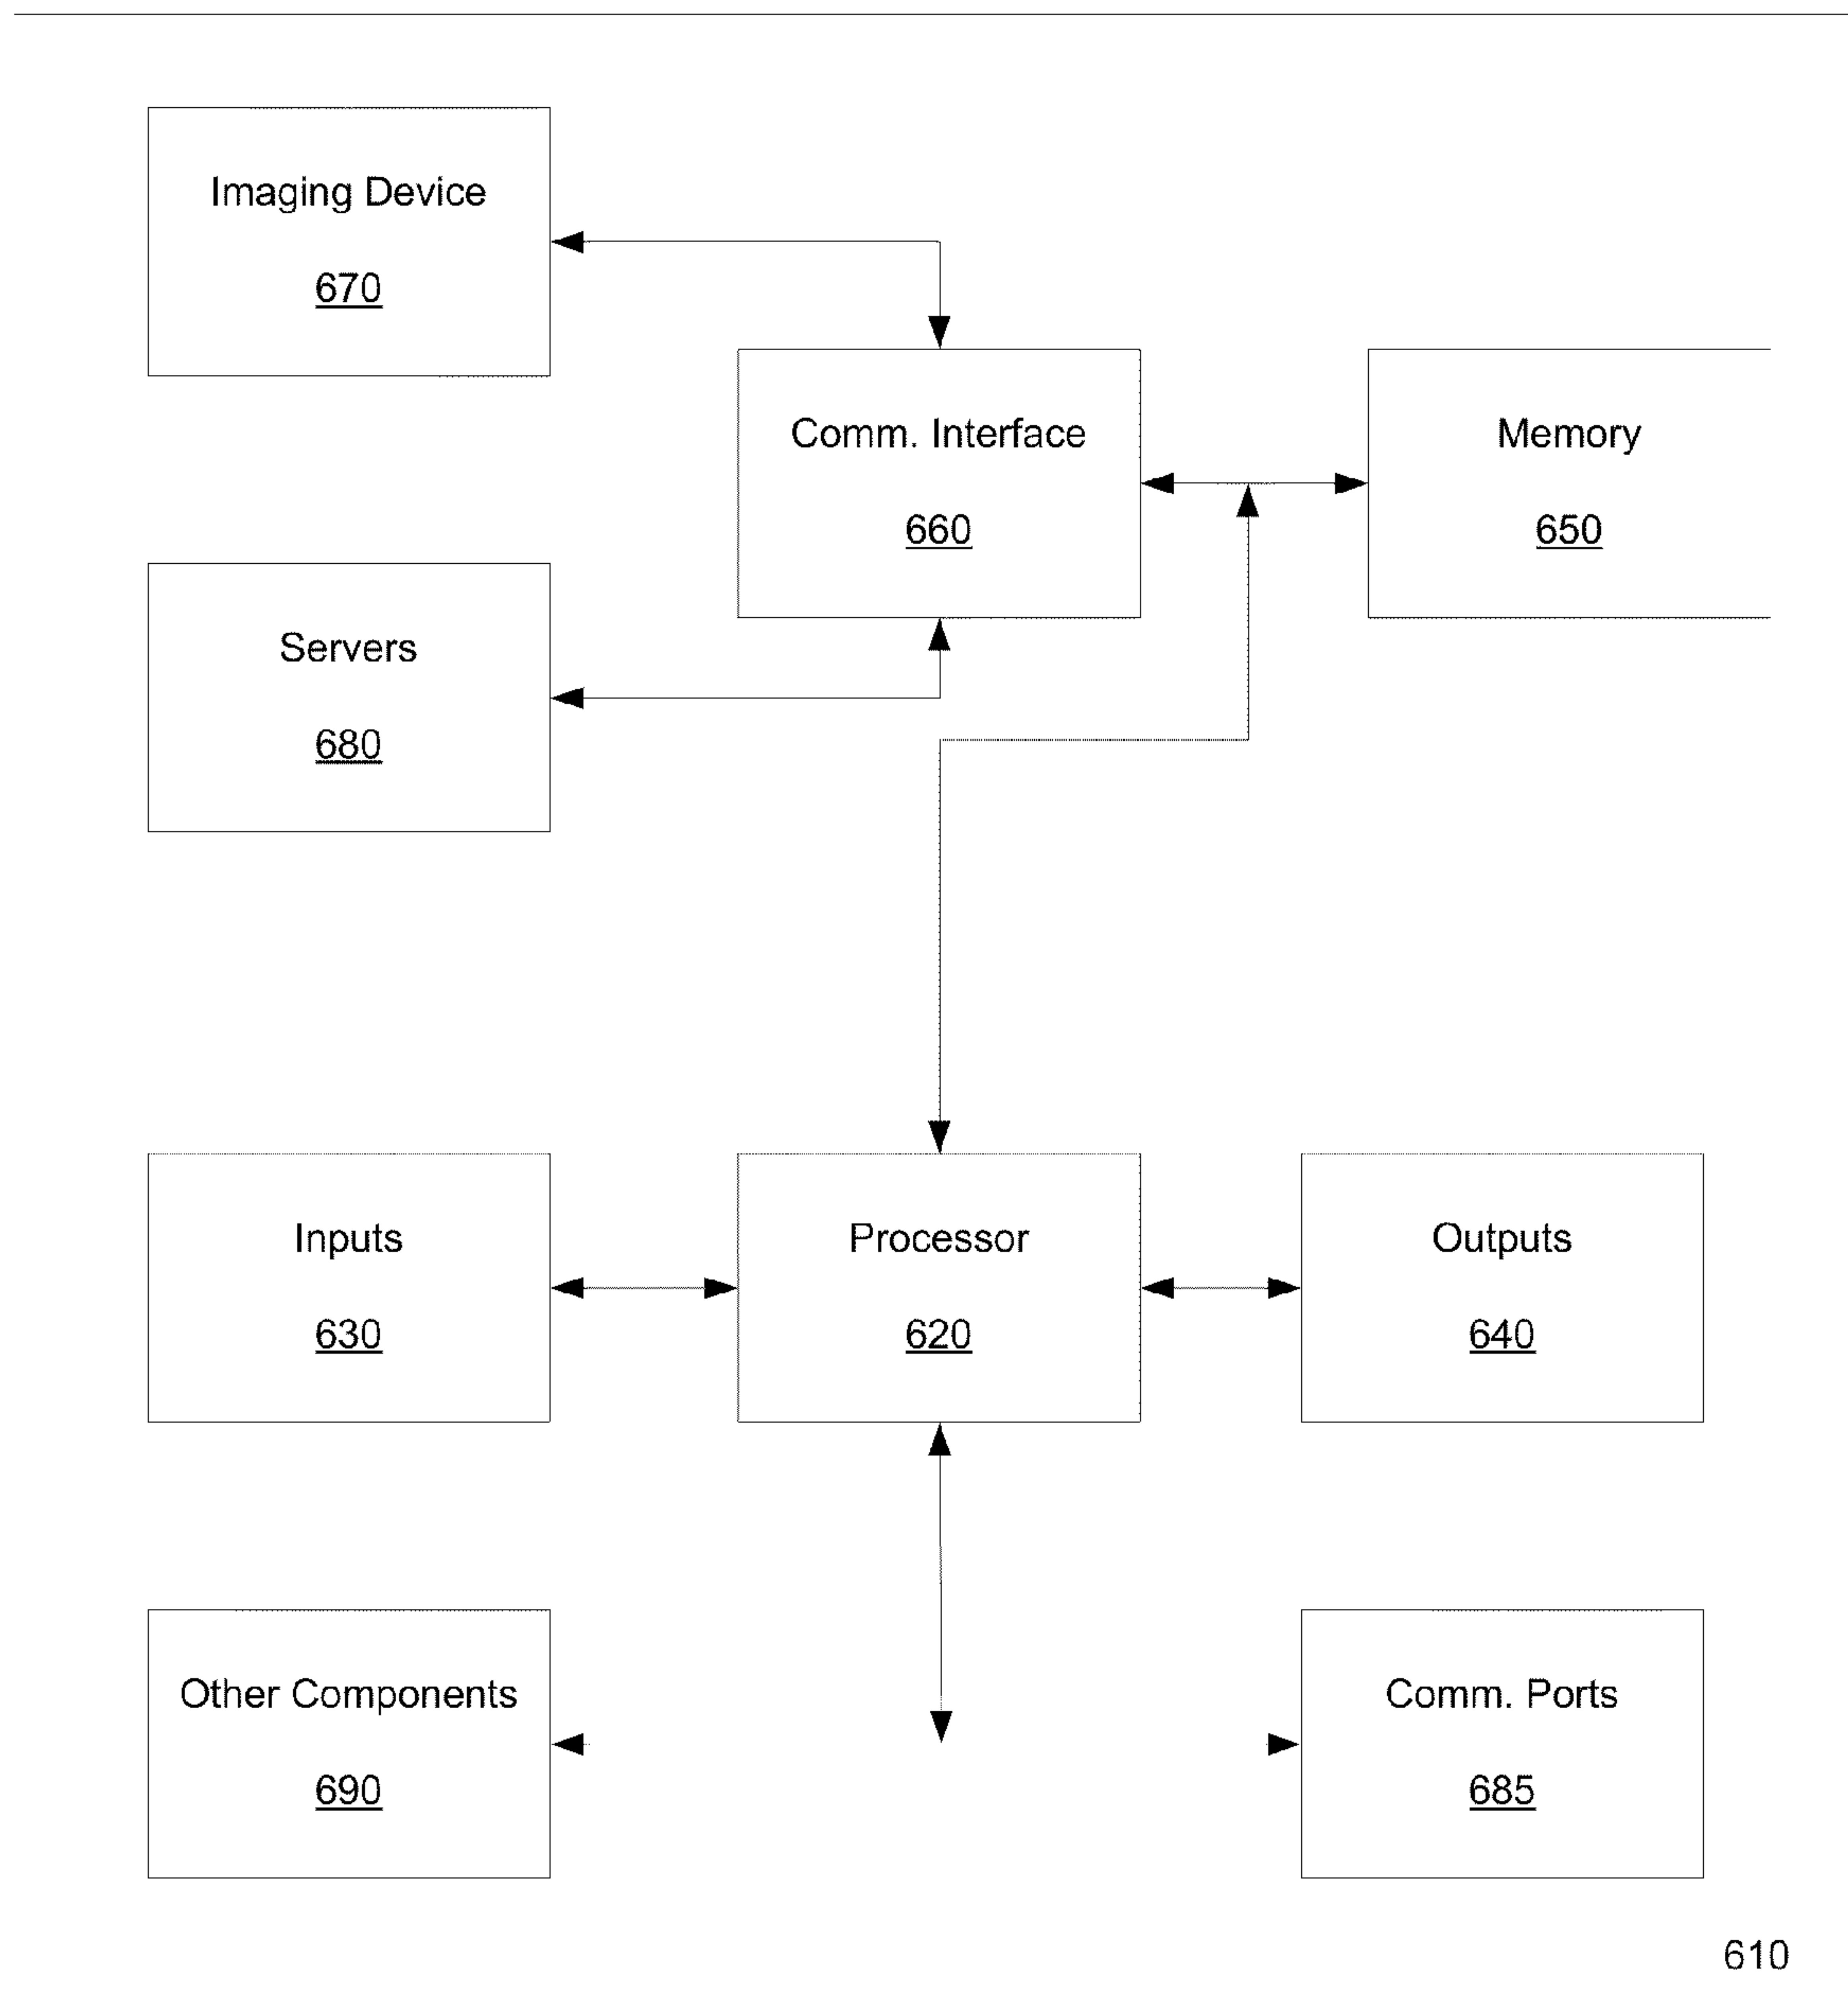 Imaging Device
670
Comm. Interface
660
Memory
650
Servers
680
Inputs
630
Processor
620
Outputs
640
Other Components
690
Comm. Ports
685
610